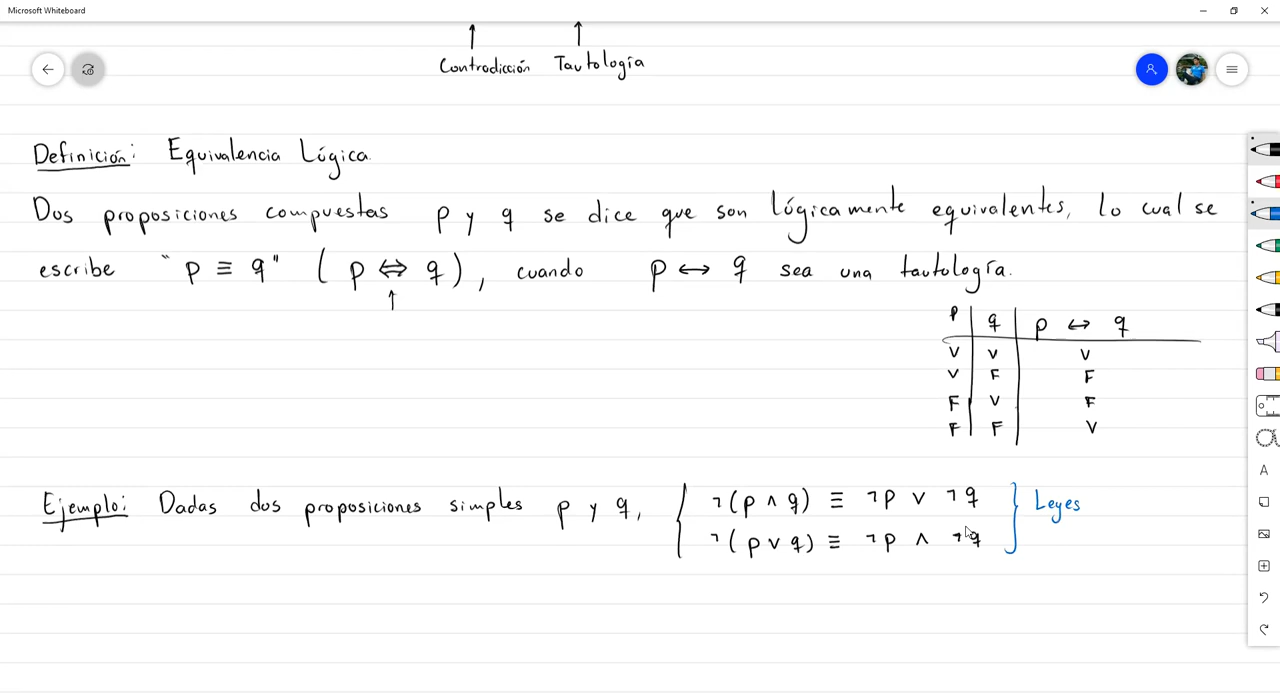 Microsoft Whiteboard
Contradicción Tautología
Definición: Equivalencia Lógica.
Dos proposiciones compuestas p y q se dice que son lógicamente equivalentes, lo cual se
escribe "p ≡ q" (p ⇔ q), cuando p ↔ q sea una tautología.
p q p ↔ q
V V V
V F F
F V F
F F V
Ejemplo: Dadas dos proposiciones simples p y q, { ¬(p ∧ q) ≡ ¬p ∨ ¬q } Leyes
¬(p ∨ q) ≡ ¬p ∧ ¬q